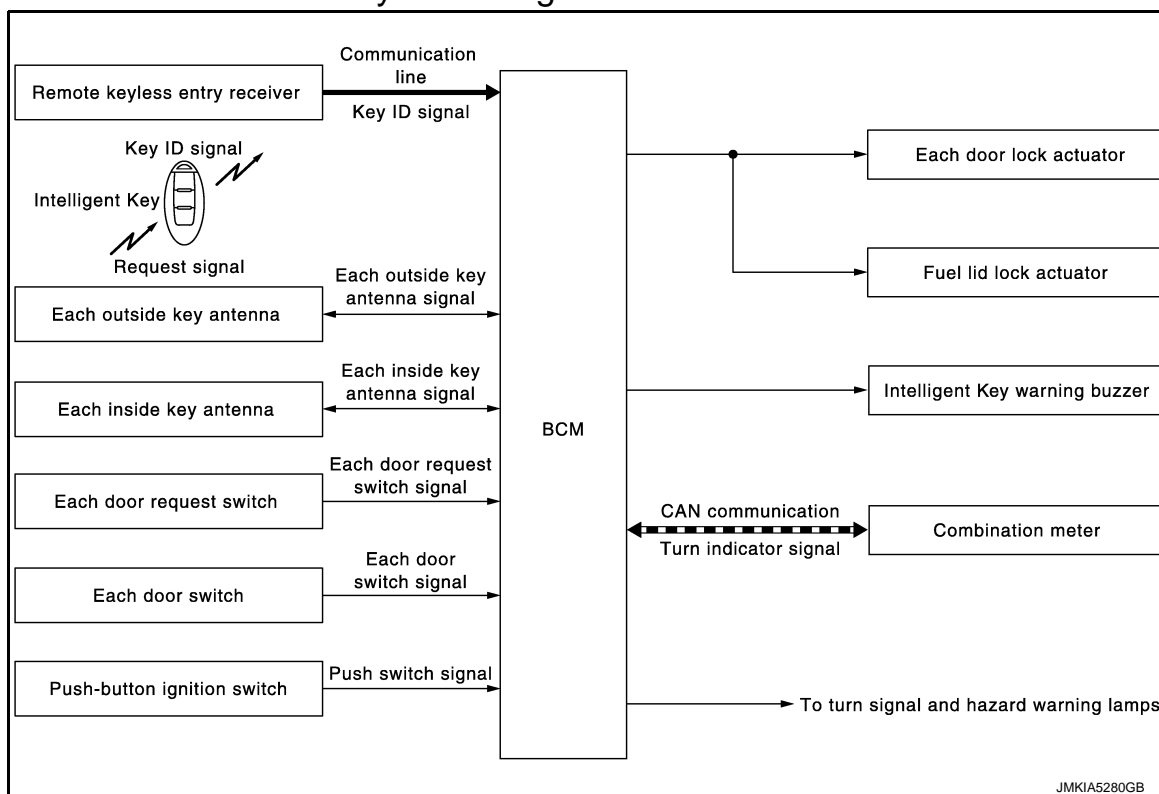 Communication
line
Remote keyless entry receiver
Key ID signal
Key ID signal
Intelligent Key
Request signal
Each outside key
antenna signal
Each outside key antenna
Each inside key
antenna signal
Each inside key antenna
Each door request
switch signal
Each door request switch
Each door
switch signal
Each door switch
Push switch signal
Push-button ignition switch
BCM
Each door lock actuator
Fuel lid lock actuator
Intelligent Key warning buzzer
CAN communication
Turn indicator signal
Combination meter
To turn signal and hazard warning lamps
JMKIA5280GB